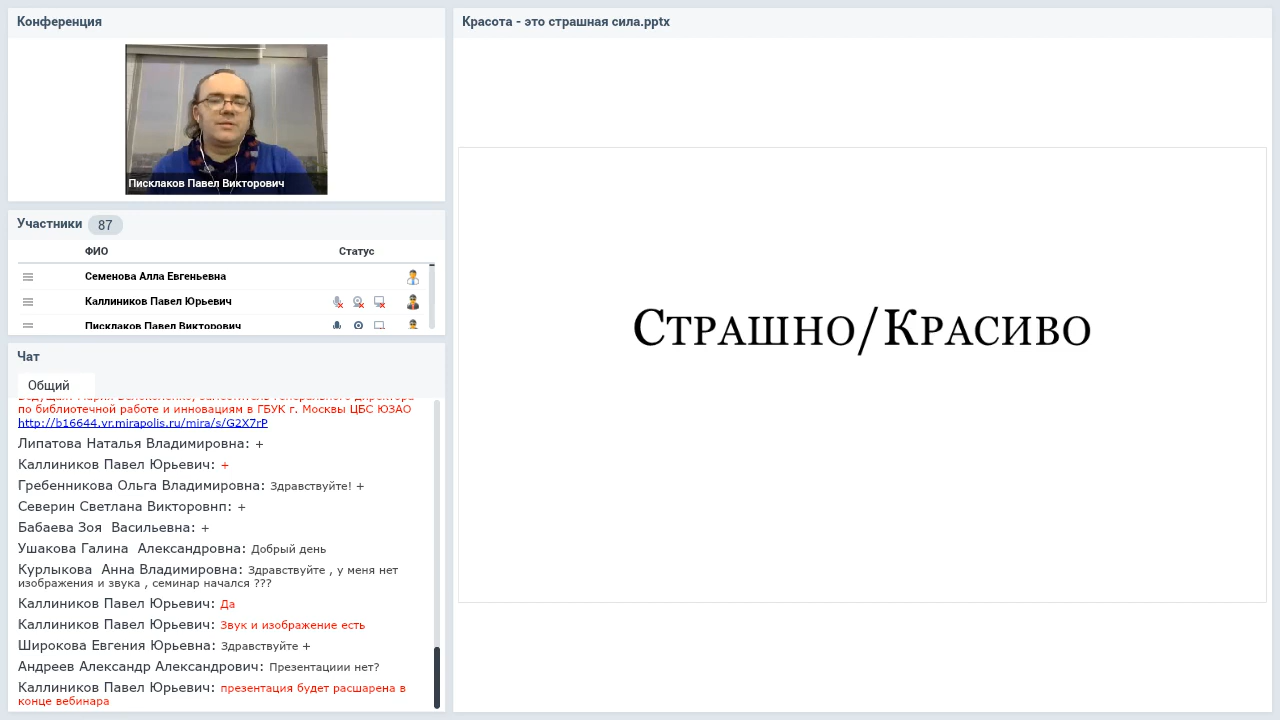 Конференция
Писклаков Павел Викторович
Участники 87
ФИО Статус
Семенова Алла Евгеньевна
Каллиников Павел Юрьевич
Писклаков Павел Викторович
Чат
Общий
по библиотечной работе и инновациям в ГБУК г. Москвы ЦБС ЮЗАО
http://b16644.vr.mirapolis.ru/mira/s/G2X7rP
Липатова Наталья Владимировна: +
Каллиников Павел Юрьевич: +
Гребенникова Ольга Владимировна: Здравствуйте! +
Северин Светлана Викторовнп: +
Бабаева Зоя  Васильевна: +
Ушакова Галина  Александровна: Добрый день
Курлыкова  Анна Владимировна: Здравствуйте , у меня нет
изображения и звука , семинар начался ???
Каллиников Павел Юрьевич: Да
Каллиников Павел Юрьевич: Звук и изображение есть
Широкова Евгения Юрьевна: Здравствуйте +
Андреев Александр Александрович: Презентациии нет?
Каллиников Павел Юрьевич: презентация будет расшарена в
конце вебинара
Красота - это страшная сила.pptx
СТРАШНО/КРАСИВО